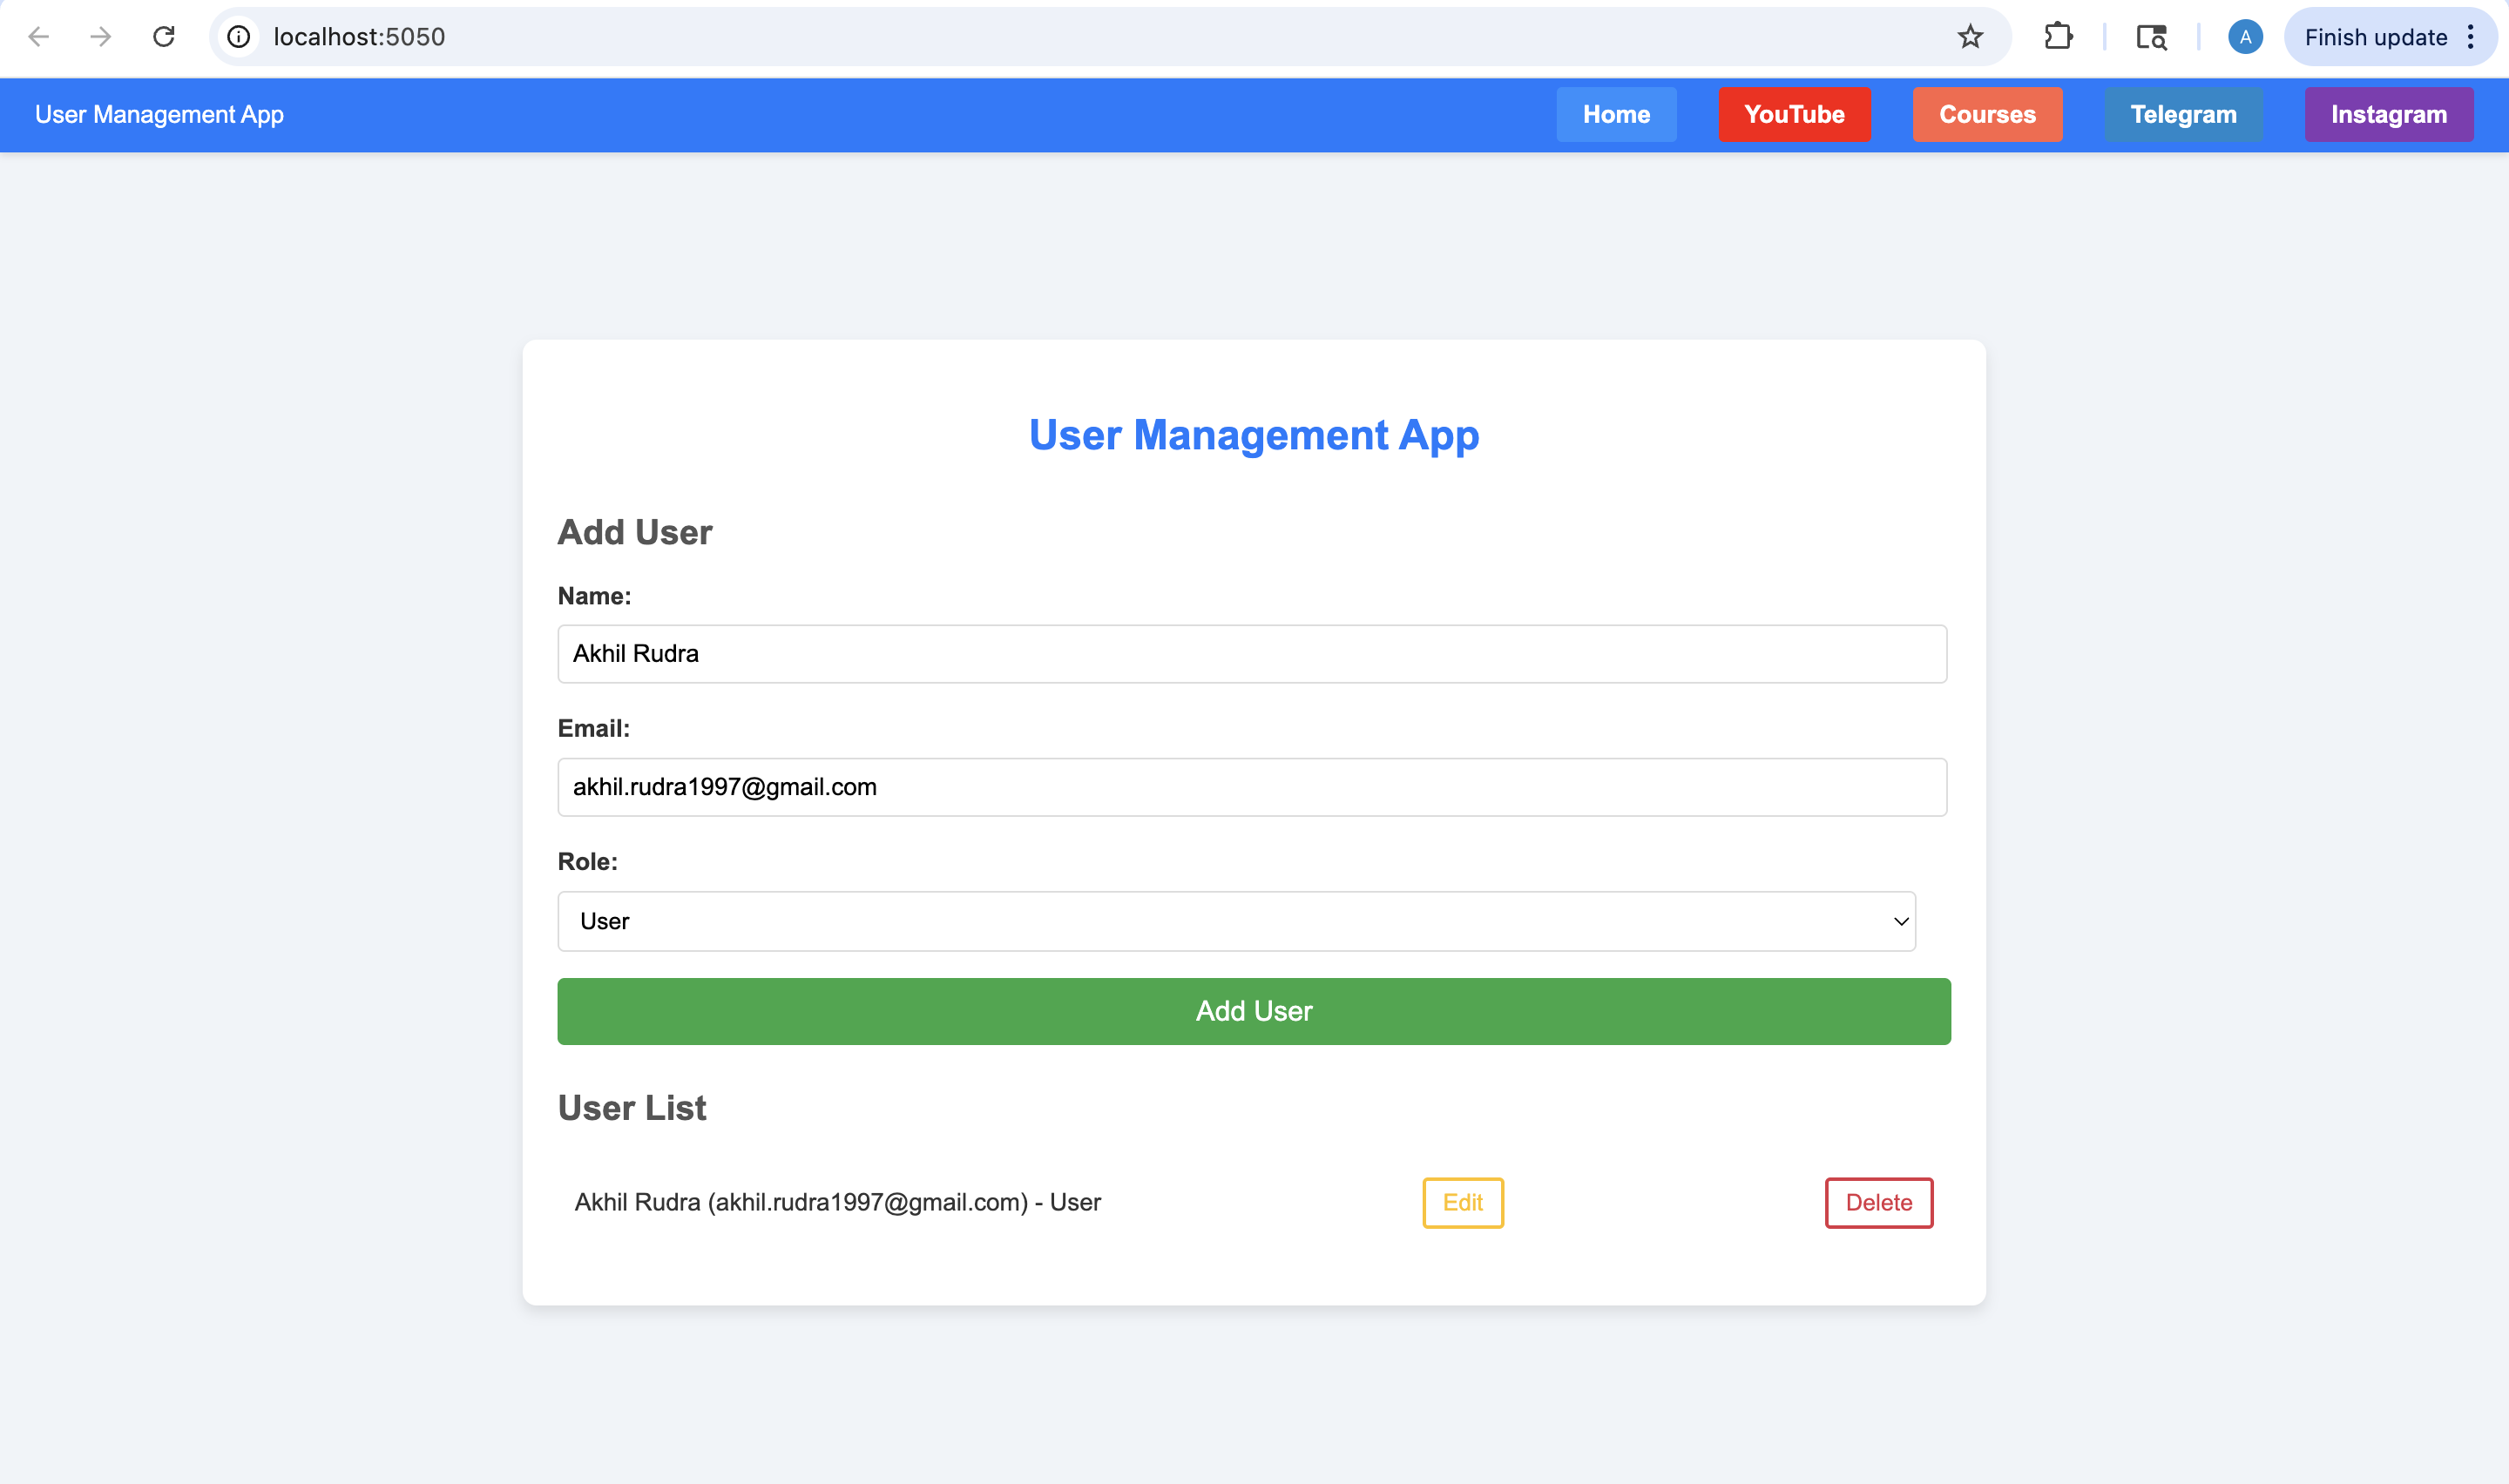 localhost:5050
A
Finish update
User Management App
Home
YouTube
Courses
Telegram
Instagram
User Management App
Add User
Name:
Akhil Rudra
Email:
akhil.rudra1997@gmail.com
Role:
User
Add User
User List
Akhil Rudra (akhil.rudra1997@gmail.com) - User
Edit
Delete